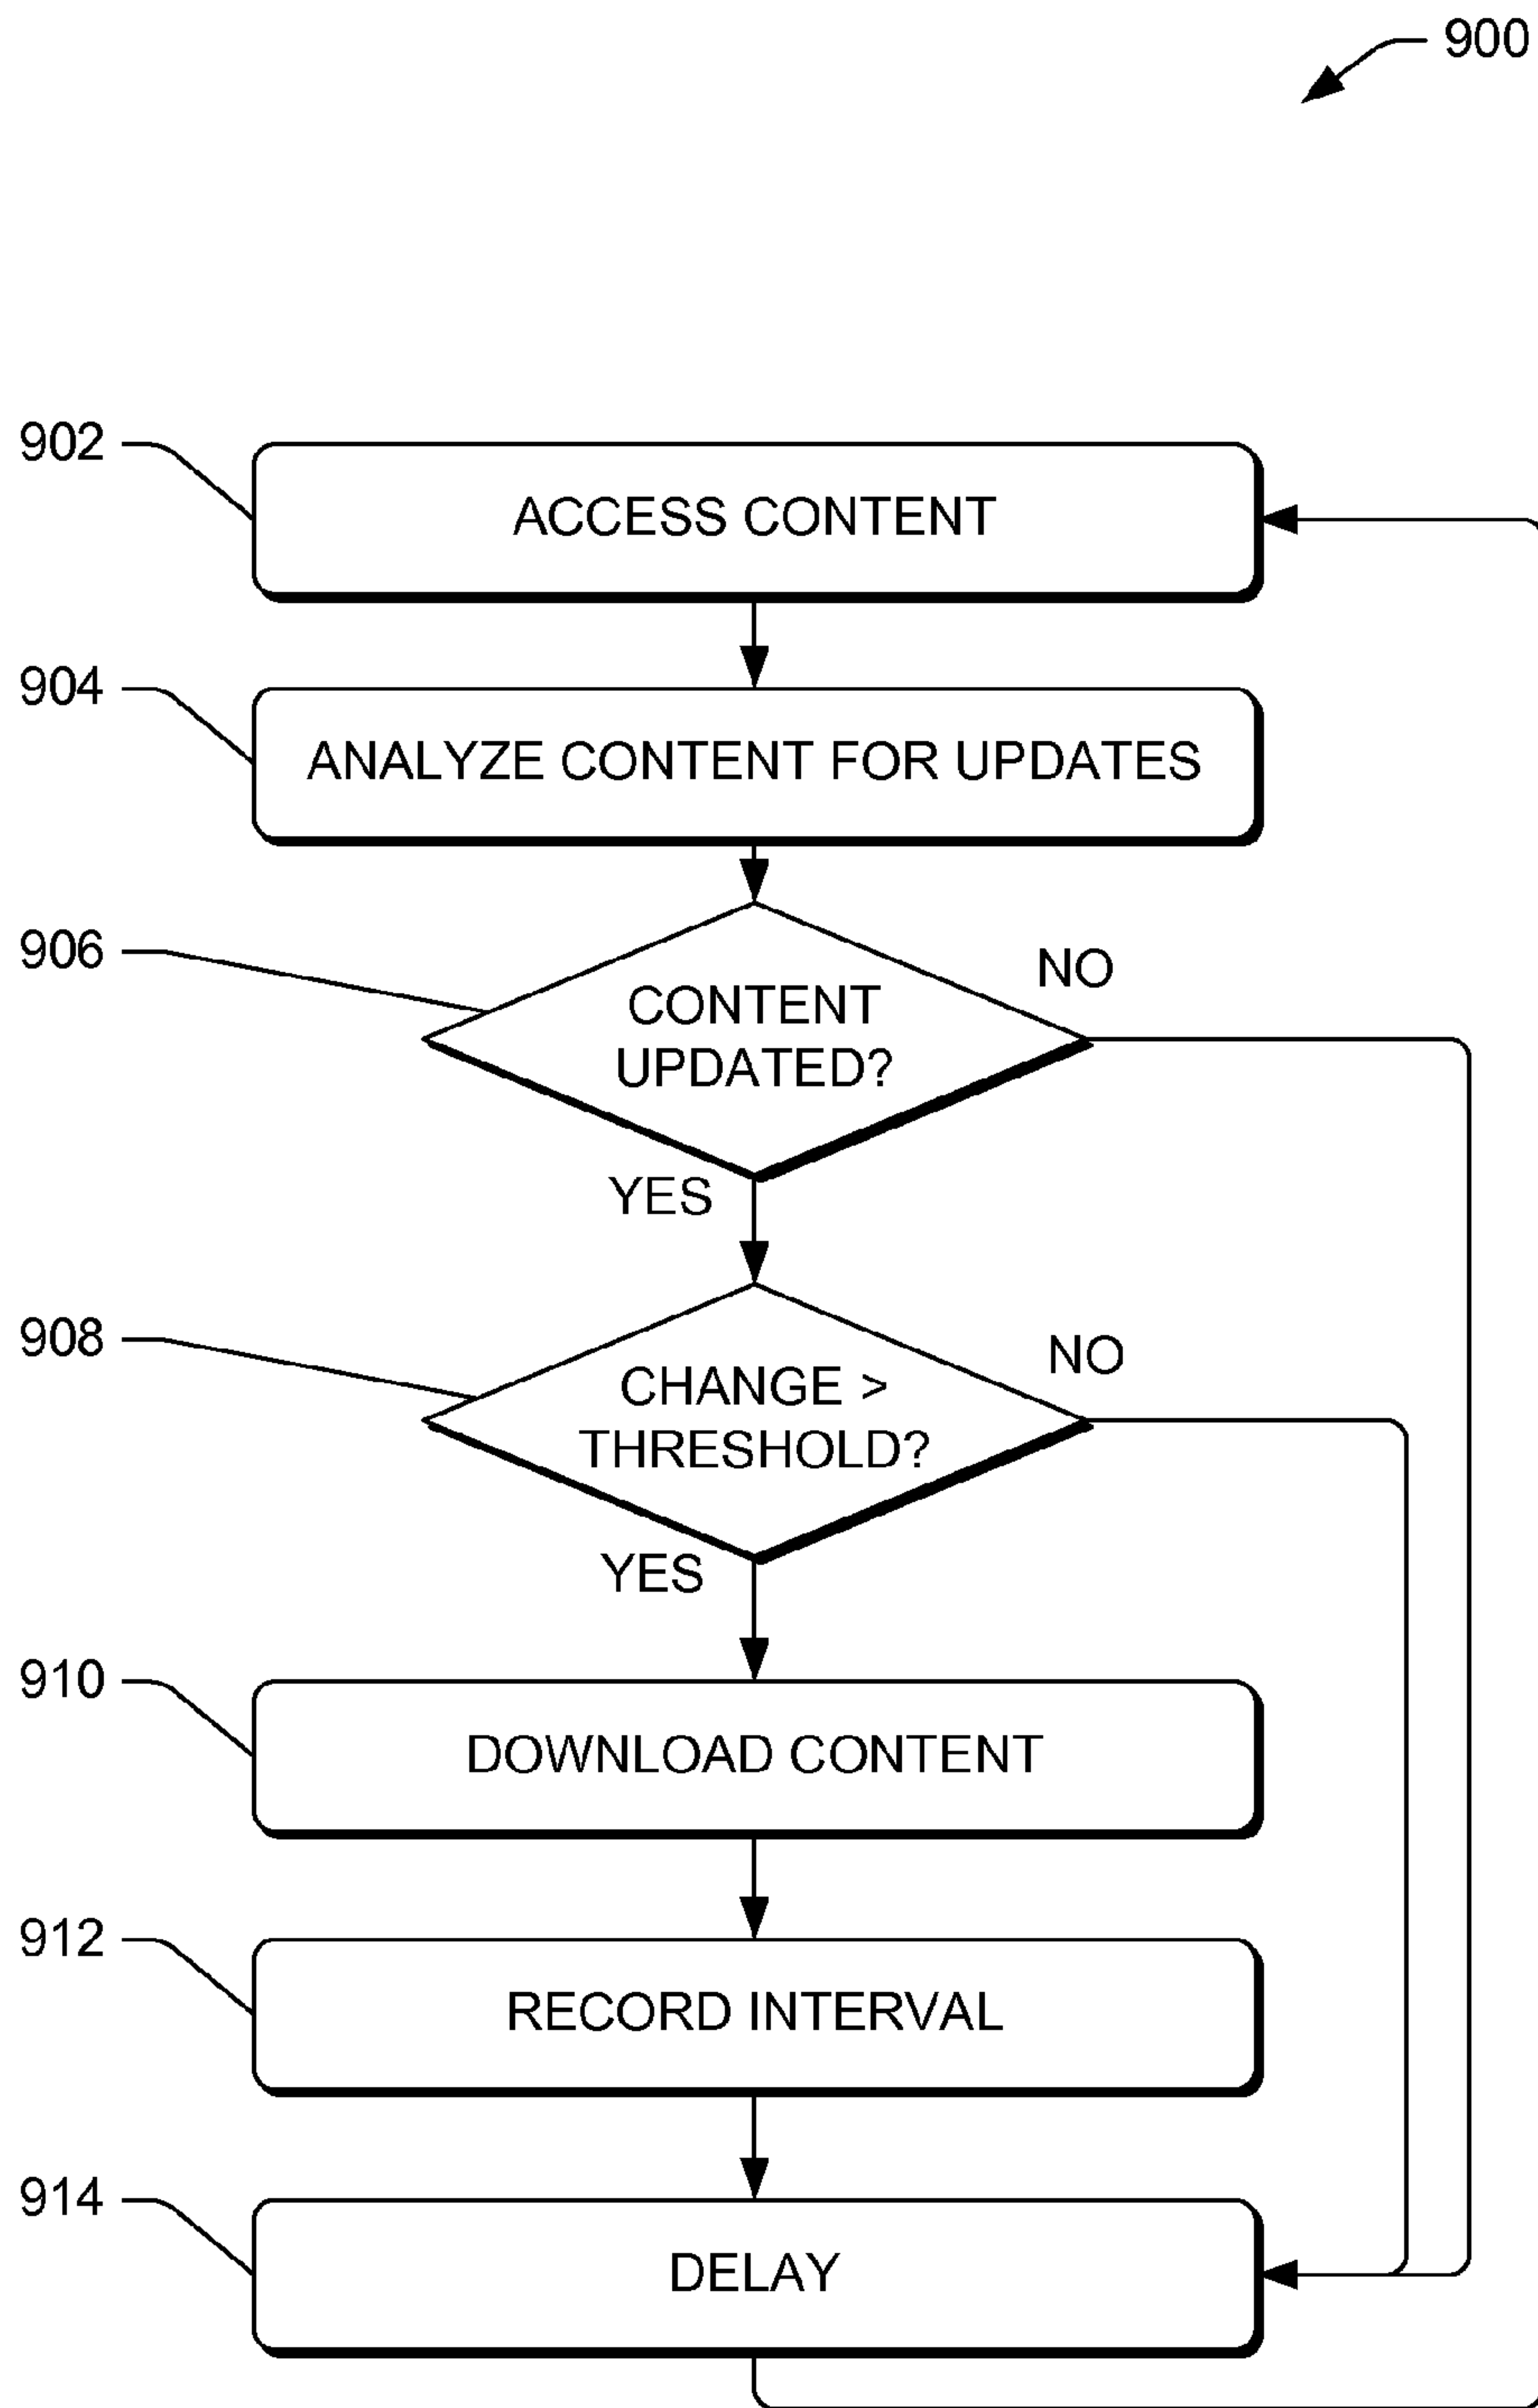 900
902
ACCESS CONTENT
904
ANALYZE CONTENT FOR UPDATES
906
CONTENT
UPDATED?
NO
YES
908
CHANGE >
THRESHOLD?
NO
YES
910
DOWNLOAD CONTENT
912
RECORD INTERVAL
914
DELAY